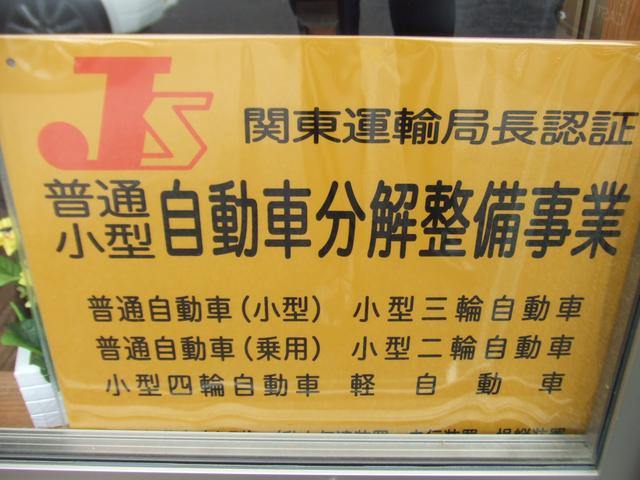 JS
関東運輸局長認証
普通
小型
自動車分解整備事業
普通自動車(小型) 小型三輪自動車
普通自動車(乗用) 小型二輪自動車
小型四輪自動車 軽自動車